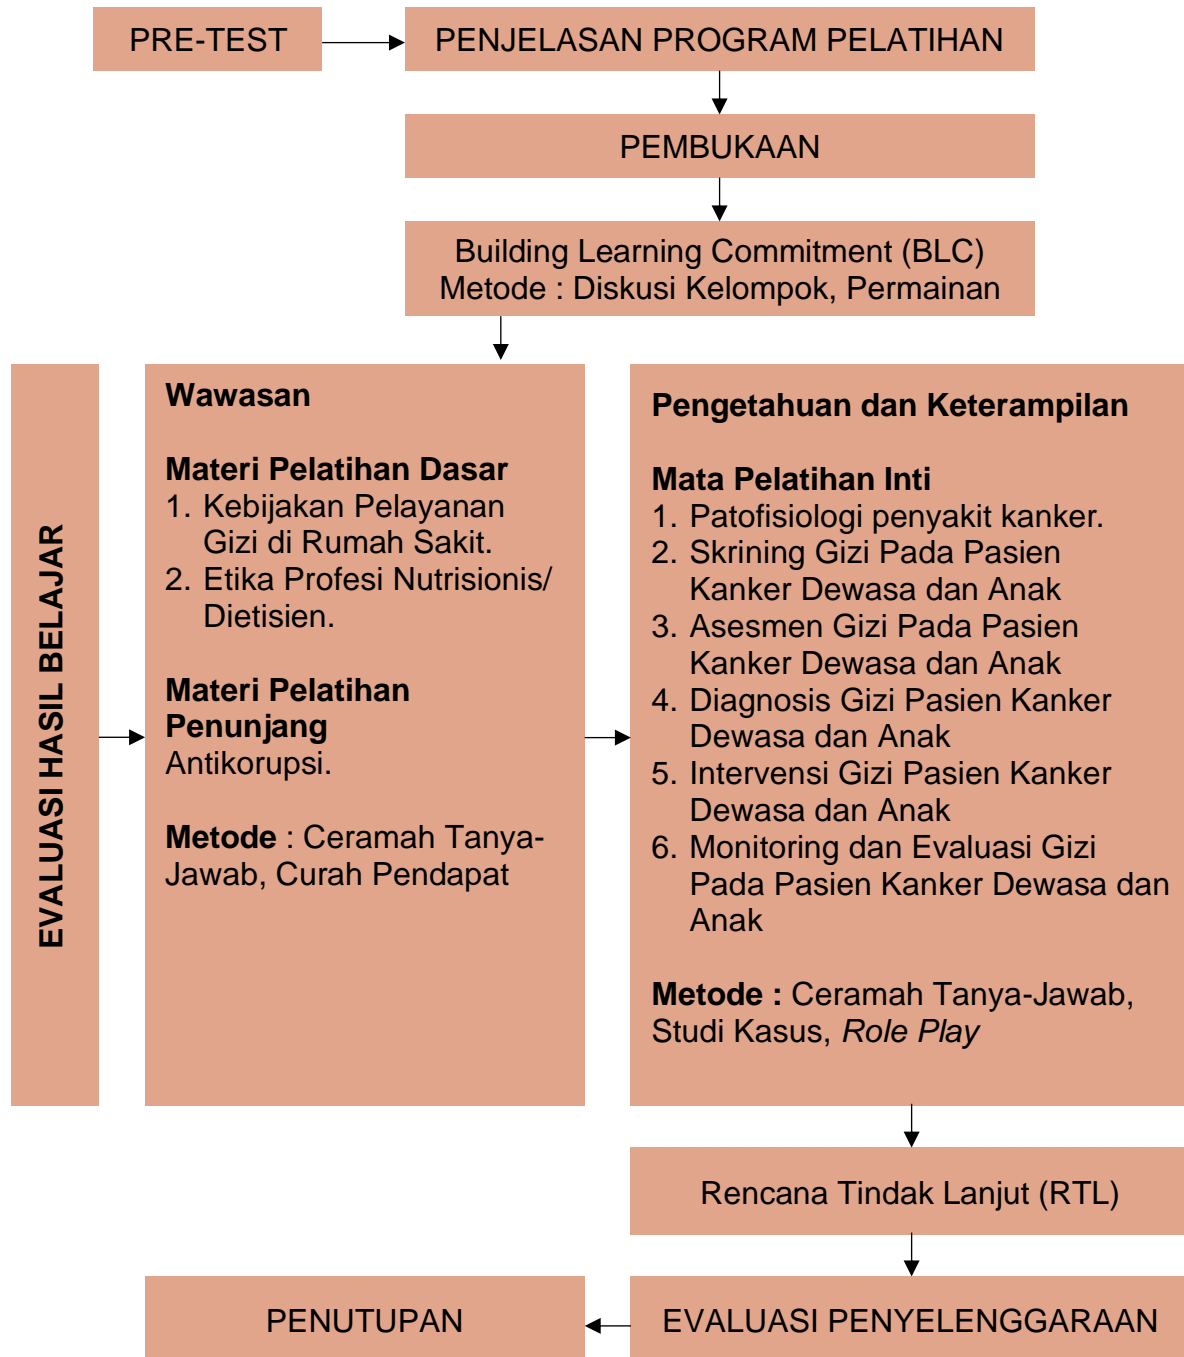 PRE-TEST
PENJELASAN PROGRAM PELATIHAN
PEMBUKAAN
Building Learning Commitment (BLC)
Metode : Diskusi Kelompok, Permainan
EVALUASI HASIL BELAJAR
Wawasan
Materi Pelatihan Dasar
1. Kebijakan Pelayanan
Gizi di Rumah Sakit.
2. Etika Profesi Nutrisionis/
Dietisien.
Materi Pelatihan
Penunjang
Antikorupsi.
Metode : Ceramah Tanya-
Jawab, Curah Pendapat
Pengetahuan dan Keterampilan
Mata Pelatihan Inti
1. Patofisiologi penyakit kanker.
2. Skrining Gizi Pada Pasien
Kanker Dewasa dan Anak
3. Asesmen Gizi Pada Pasien
Kanker Dewasa dan Anak
4. Diagnosis Gizi Pasien Kanker
Dewasa dan Anak
5. Intervensi Gizi Pasien Kanker
Dewasa dan Anak
6. Monitoring dan Evaluasi Gizi
Pada Pasien Kanker Dewasa dan
Anak
Metode : Ceramah Tanya-Jawab,
Studi Kasus, Role Play
Rencana Tindak Lanjut (RTL)
EVALUASI PENYELENGGARAAN
PENUTUPAN